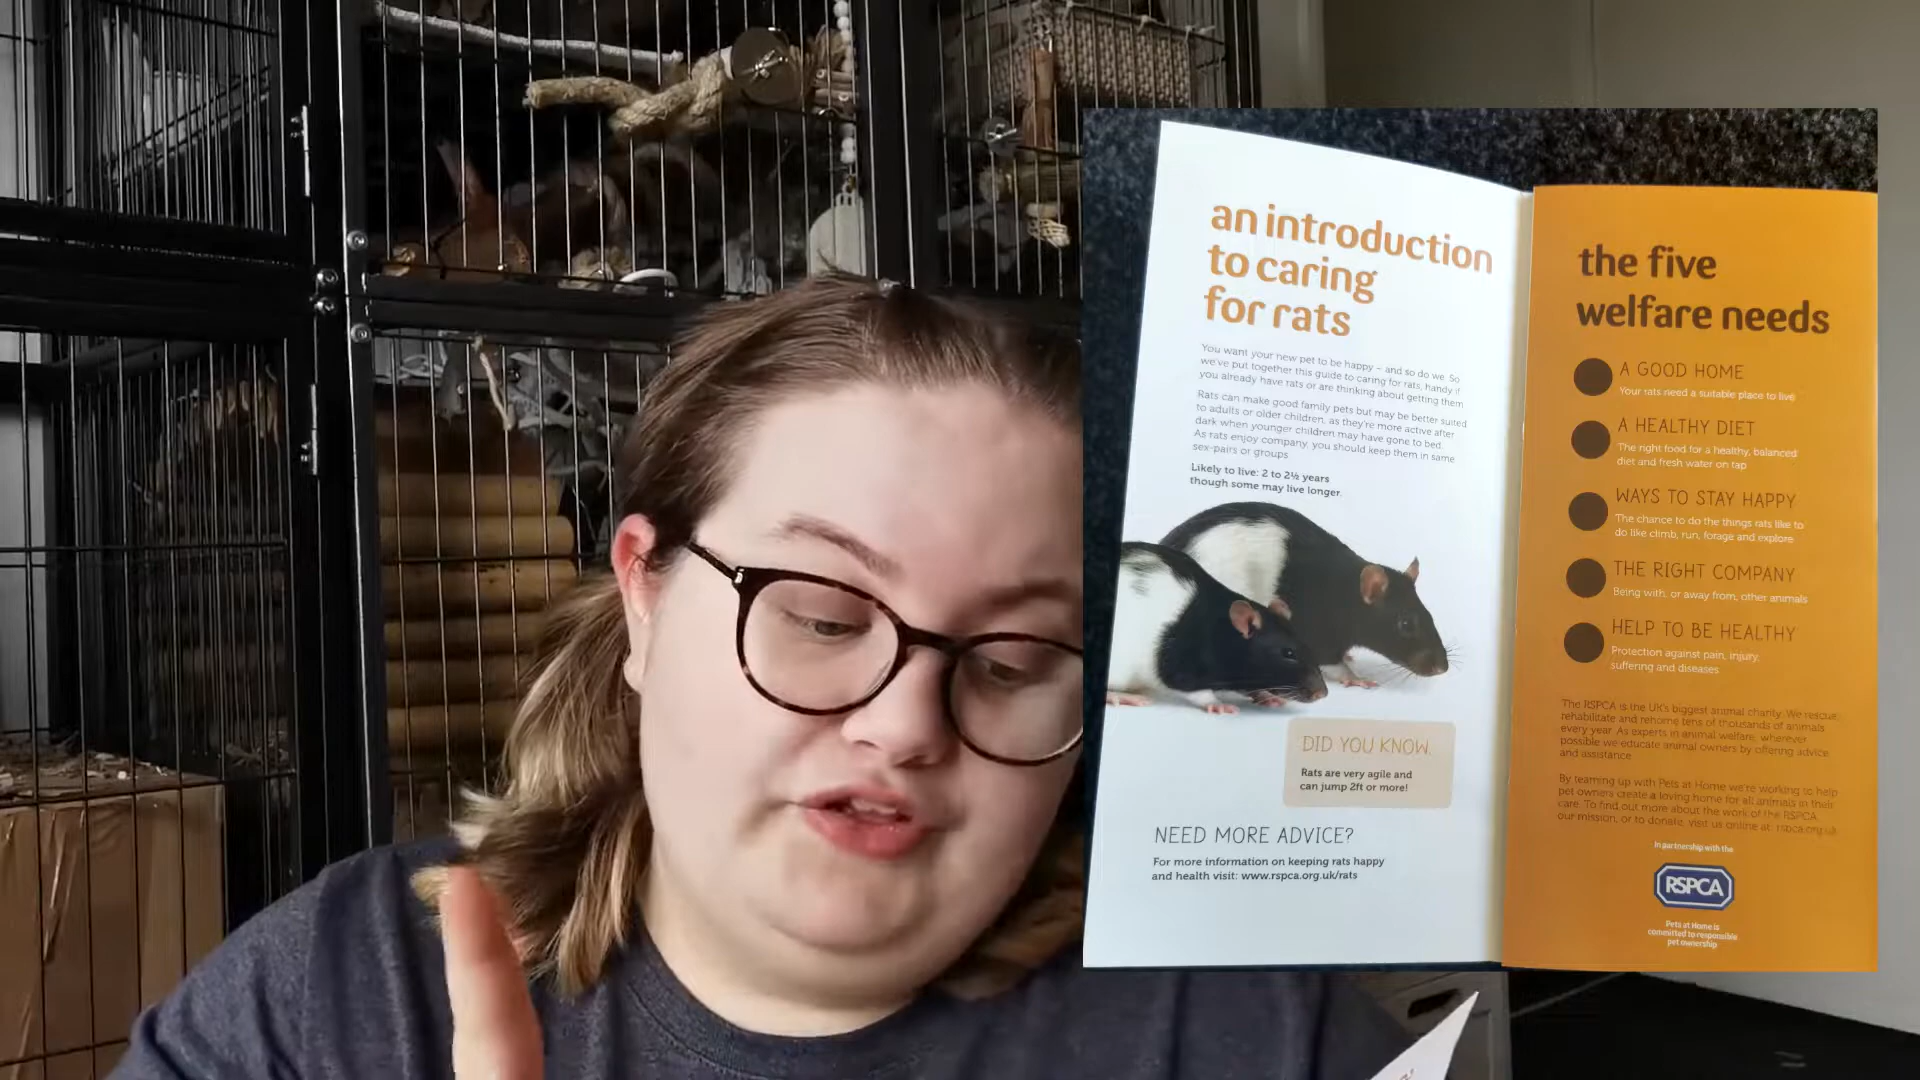 an introduction
to caring
for rats
You want your new pet to be happy – and so do we. So
we've put together this guide to caring for rats, handy if
you already have rats or are thinking about getting them
Rats can make good family pets but may be better suited
to adults or older children, as they're more active after
dark when younger children may have gone to bed.
As rats enjoy company, you should keep them in same
sex-pairs or groups.
Likely to live: 2 to 2½ years
though some may live longer.
DID YOU KNOW..
Rats are very agile and
can jump 2ft or more!
NEED MORE ADVICE?
For more information on keeping rats happy
and health visit: www.rspca.org.uk/rats
the five
welfare needs
A GOOD HOME
Your rats need a suitable place to live
A HEALTHY DIET
The right food for a healthy, balanced
diet and fresh water on tap
WAYS TO STAY HAPPY
The chance to do the things rats like to
do like climb, run, forage and explore
THE RIGHT COMPANY
Being with, or away from, other animals
HELP TO BE HEALTHY
Protection against pain, injury,
suffering and diseases
The RSPCA is the UK's biggest animal charity. We rescue,
rehabilitate and rehome tens of thousands of animals
every year. As experts in animal welfare, wherever
possible we educate animal owners by offering advice
and assistance.
By teaming up with Pets at Home we're working to help
pet owners create a loving home for all animals in their
care. To find out more about the work of the RSPCA,
our mission, or to donate, visit us online at: rspca.org.uk
In partnership with the
RSPCA
Pets at Home is
committed to responsible
pet ownership